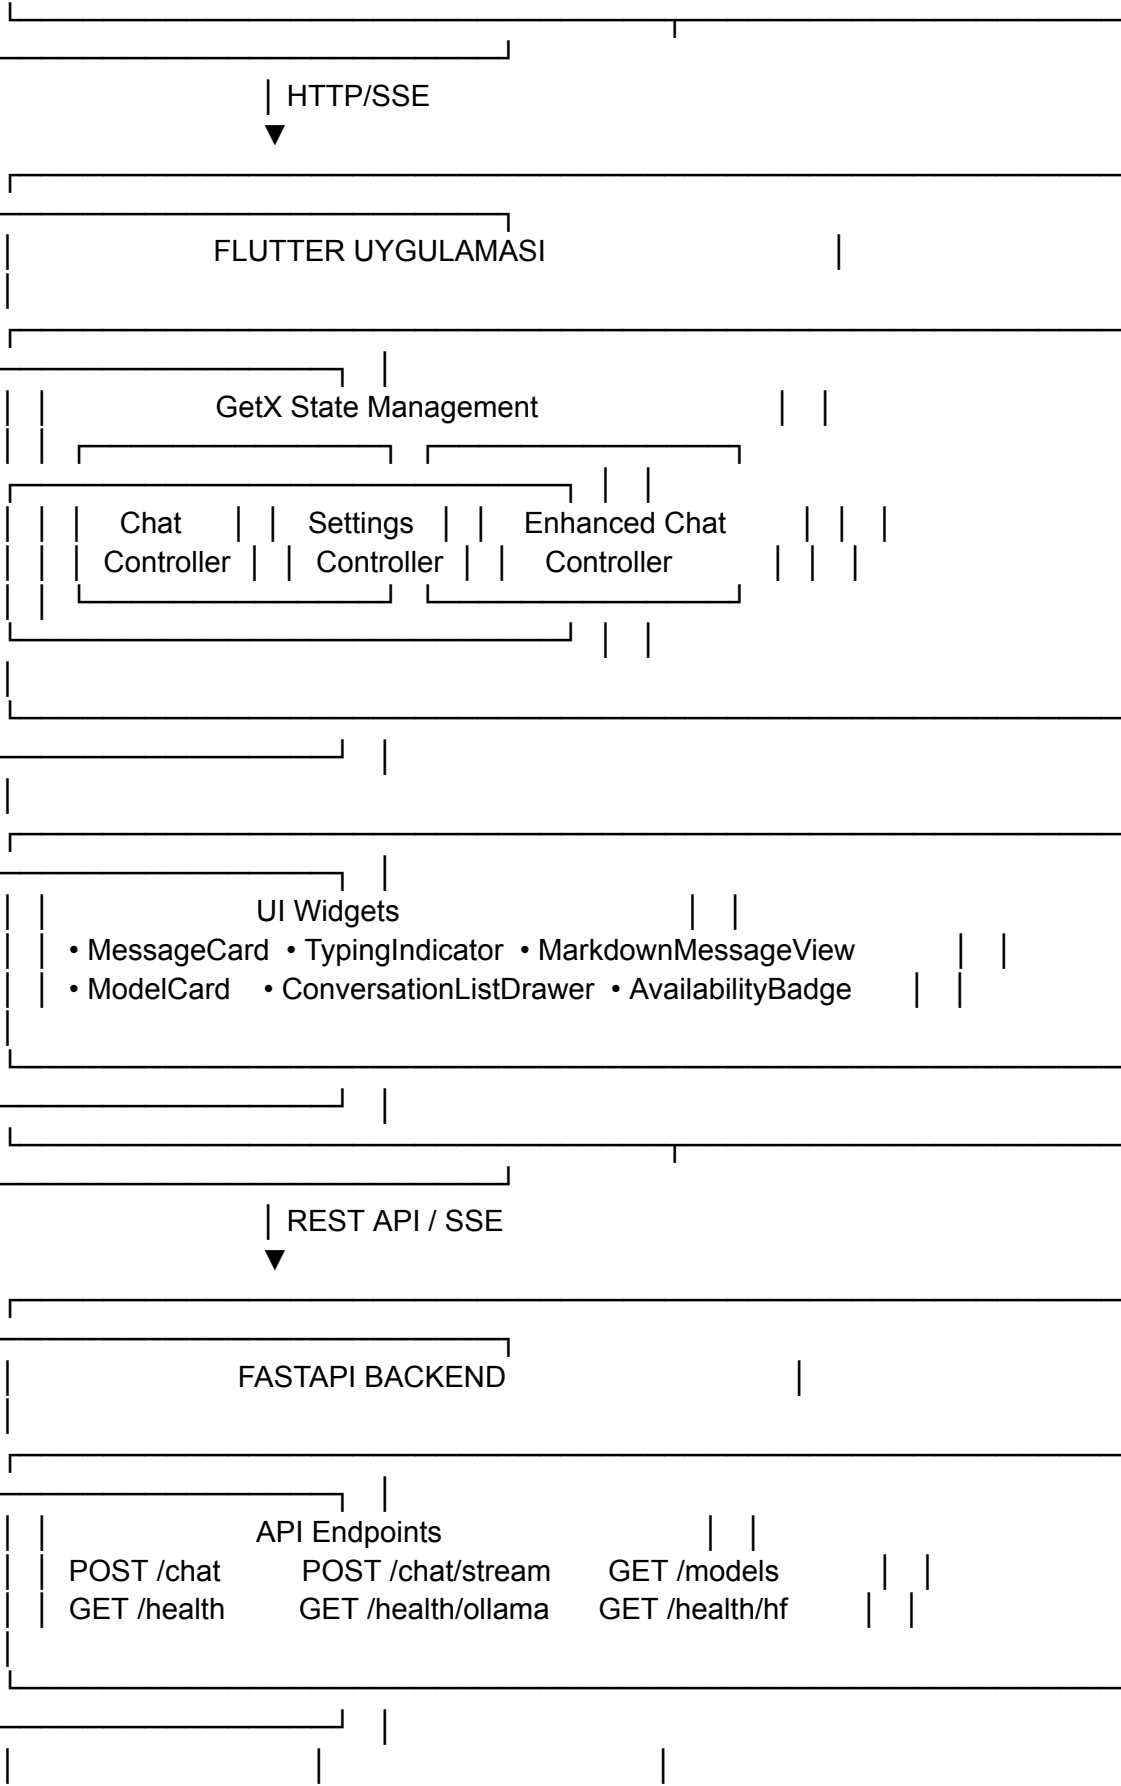 HTTP/SSE
▼
FLUTTER UYGULAMASI
GetX State Management
Chat Settings Enhanced Chat
Controller Controller Controller
UI Widgets
• MessageCard • TypingIndicator • MarkdownMessageView
• ModelCard • ConversationListDrawer • AvailabilityBadge
REST API / SSE
▼
FASTAPI BACKEND
API Endpoints
POST /chat POST /chat/stream GET /models
GET /health GET /health/ollama GET /health/hf